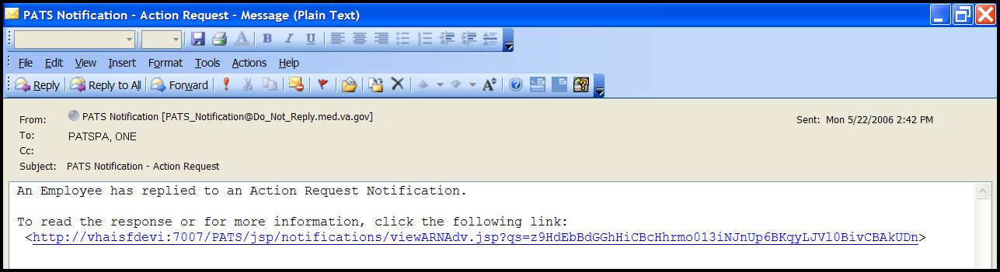 PATS Notification - Action Request - Message (Plain Text)
File Edit View Insert Format Tools Actions Help
Reply Reply to All Forward
From: PATS Notification [PATS_Notification@Do_Not_Reply.med.va.gov] Sent: Mon 5/22/2006 2:42 PM
To: PATSPA, ONE
Cc:
Subject: PATS Notification - Action Request
An Employee has replied to an Action Request Notification.
To read the response or for more information, click the following link:
<http://vhaisfdevi:7007/PATS/jsp/notifications/viewARNAdv.jsp?qs=z9HdEbBdGGhHiCBcHhrmo013iNJnUp6BKqyLJVl0BivCBAkUDn>